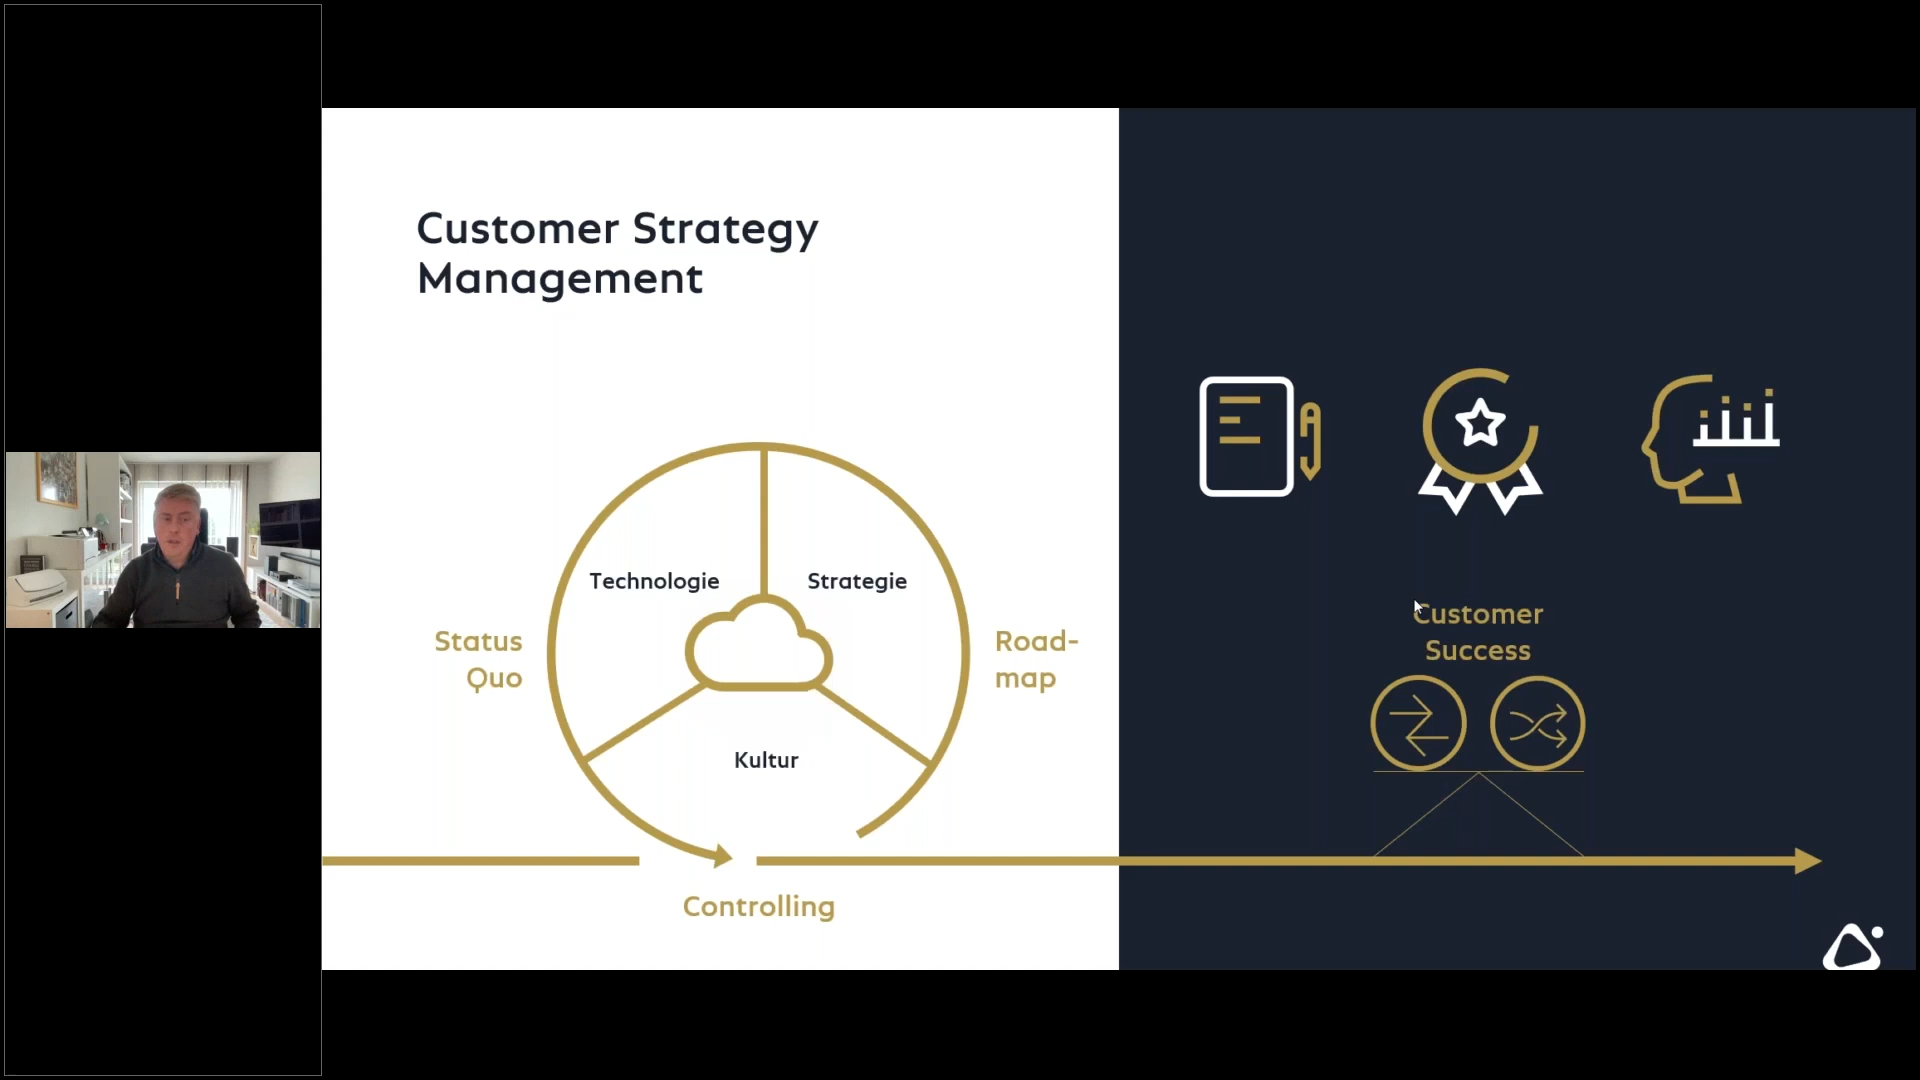 Customer Strategy
Management
Technologie
Strategie
Status
Quo
Road-
map
Kultur
Controlling
Customer
Success